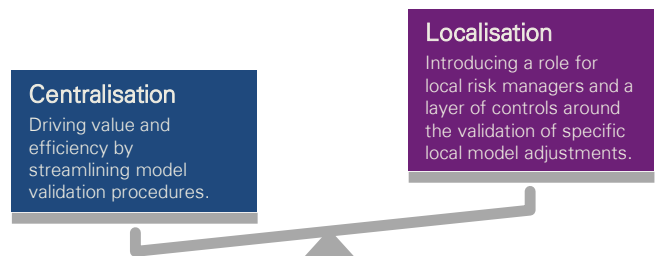 Centralisation
Driving value and
efficiency by
streamlining model
validation procedures.
Localisation
Introducing a role for
local risk managers and a
layer of controls around
the validation of specific
local model adjustments.